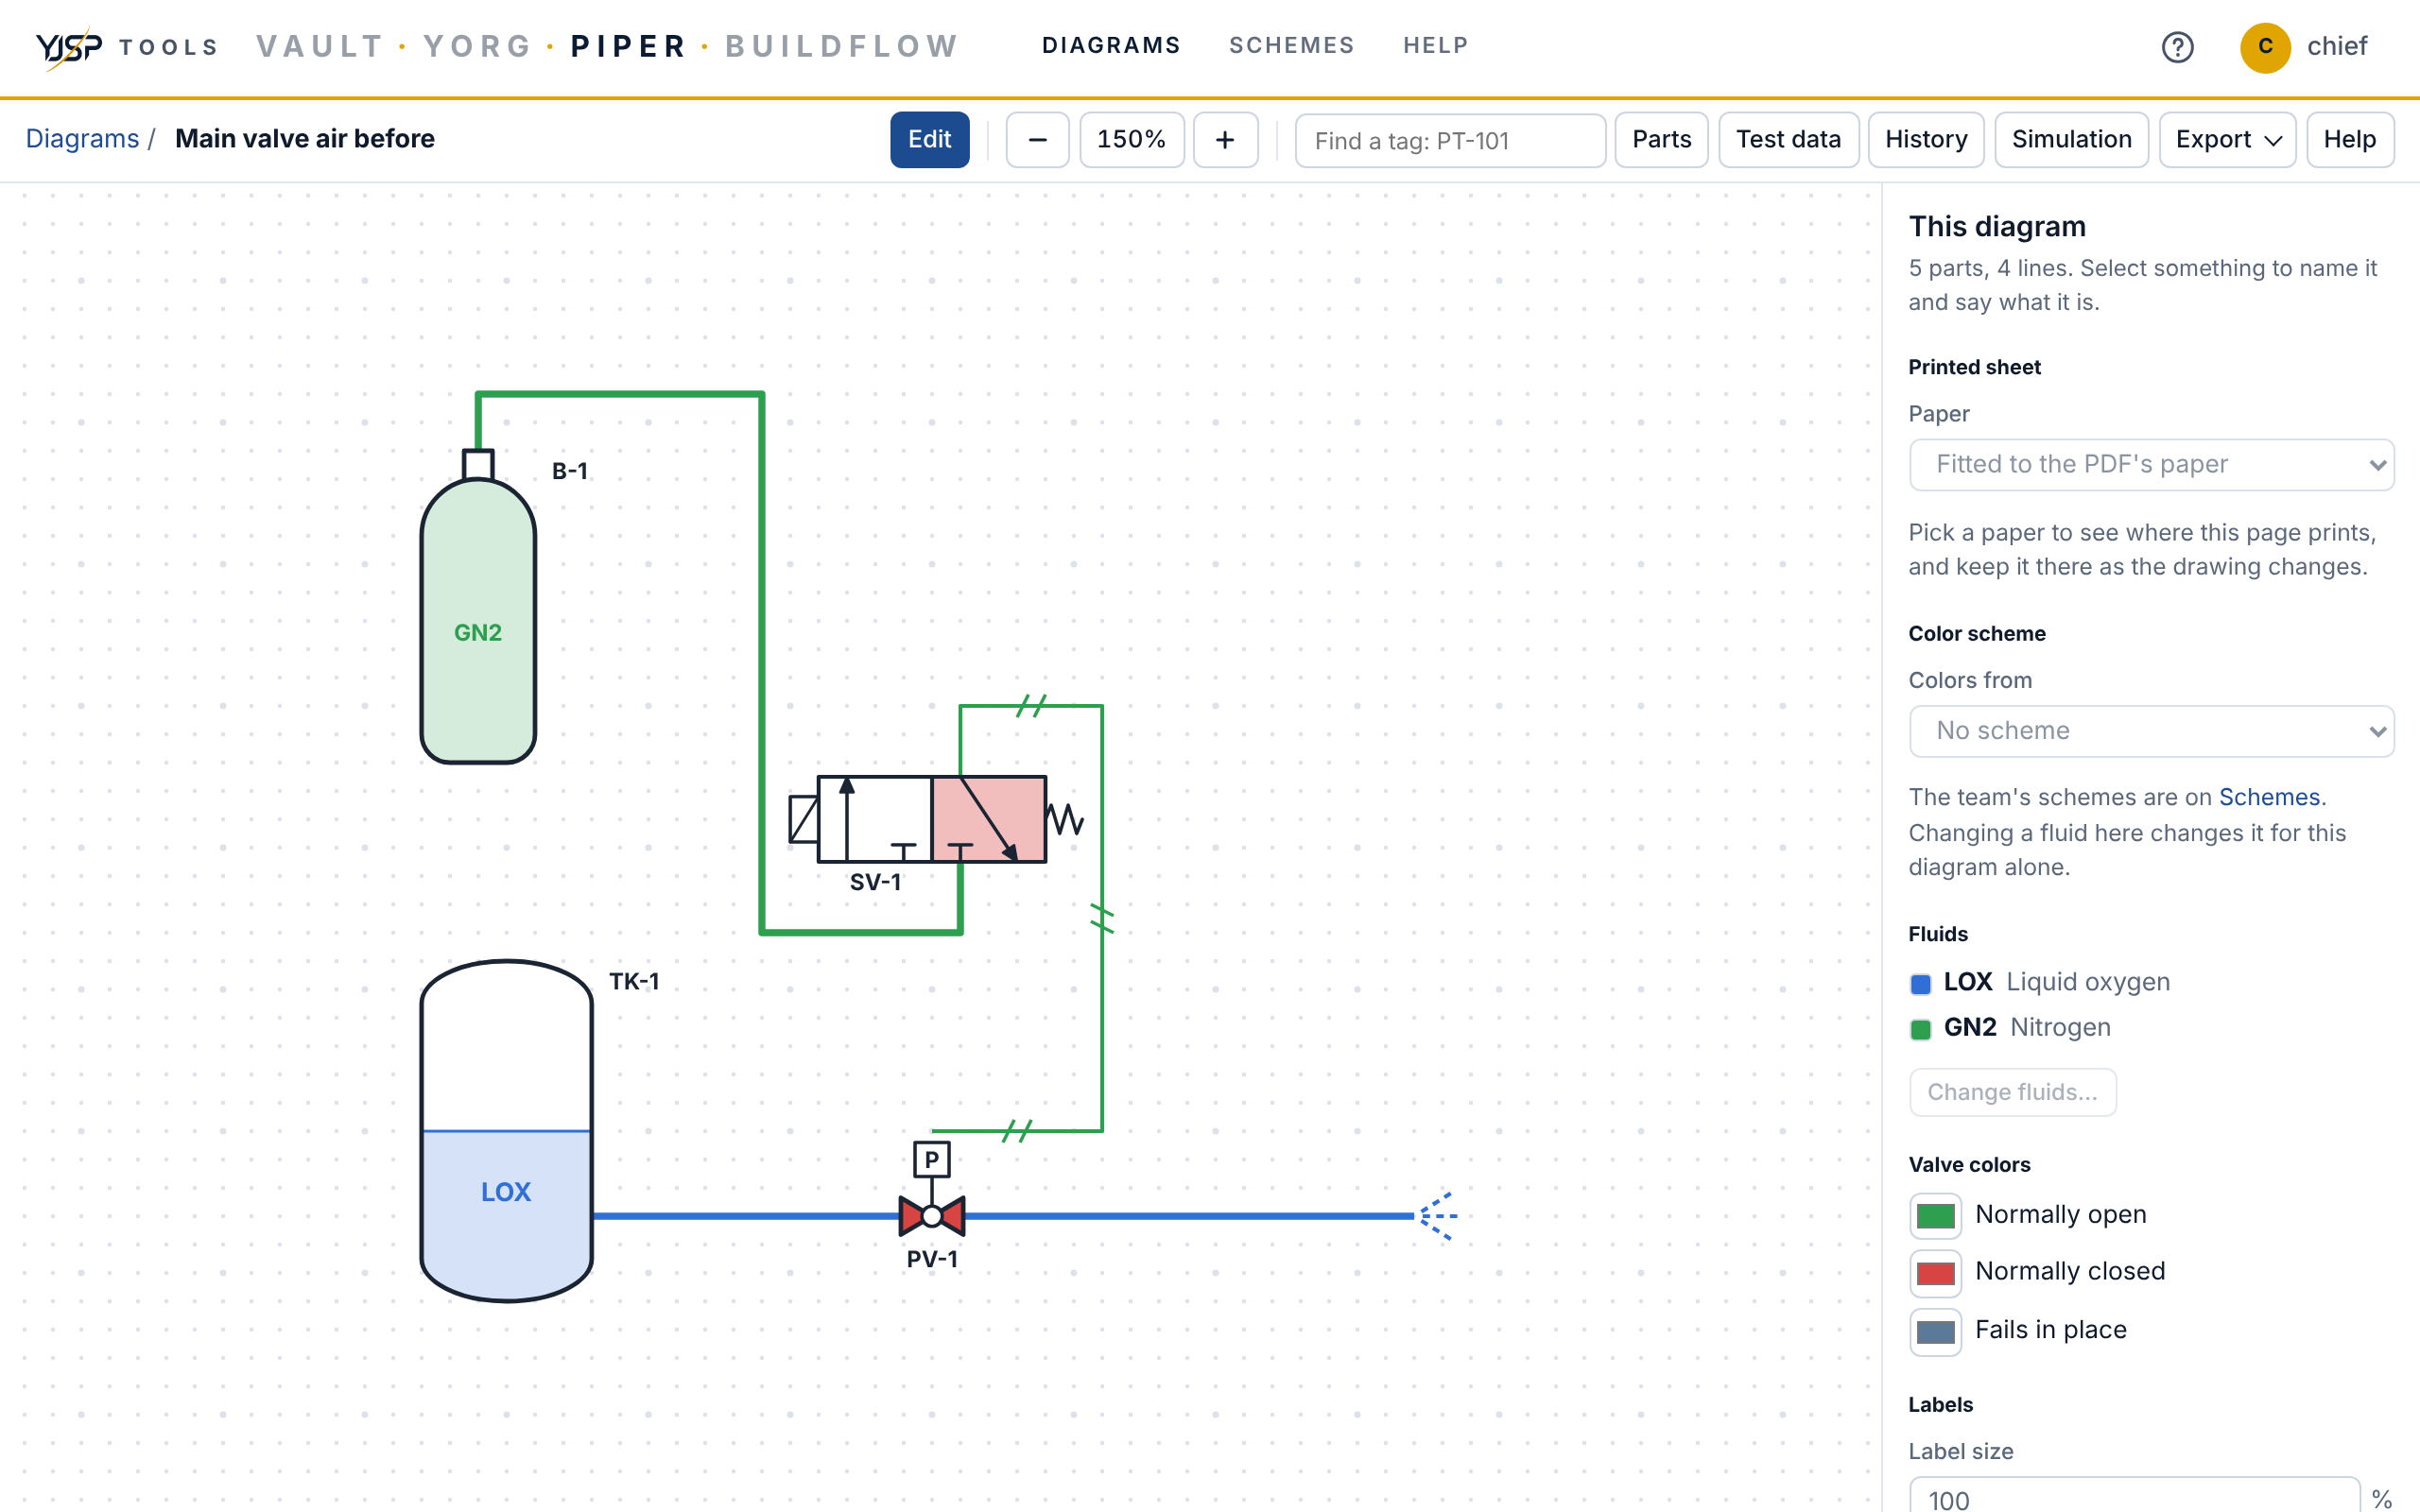 YJSP TOOLS VAULT · YORG · PIPER · BUILDFLOW DIAGRAMS SCHEMES HELP ? C chief
Diagrams / Main valve air before Edit − 150% + Find a tag: PT-101 Parts Test data History Simulation Export Help
This diagram
5 parts, 4 lines. Select something to name it
and say what it is.
Printed sheet
Paper
Fitted to the PDF's paper
Pick a paper to see where this page prints,
and keep it there as the drawing changes.
Color scheme
Colors from
No scheme
The team's schemes are on Schemes.
Changing a fluid here changes it for this
diagram alone.
Fluids
LOX Liquid oxygen
GN2 Nitrogen
Change fluids...
Valve colors
Normally open
Normally closed
Fails in place
Labels
Label size
100 %
B-1
GN2
SV-1
TK-1
LOX
P
PV-1